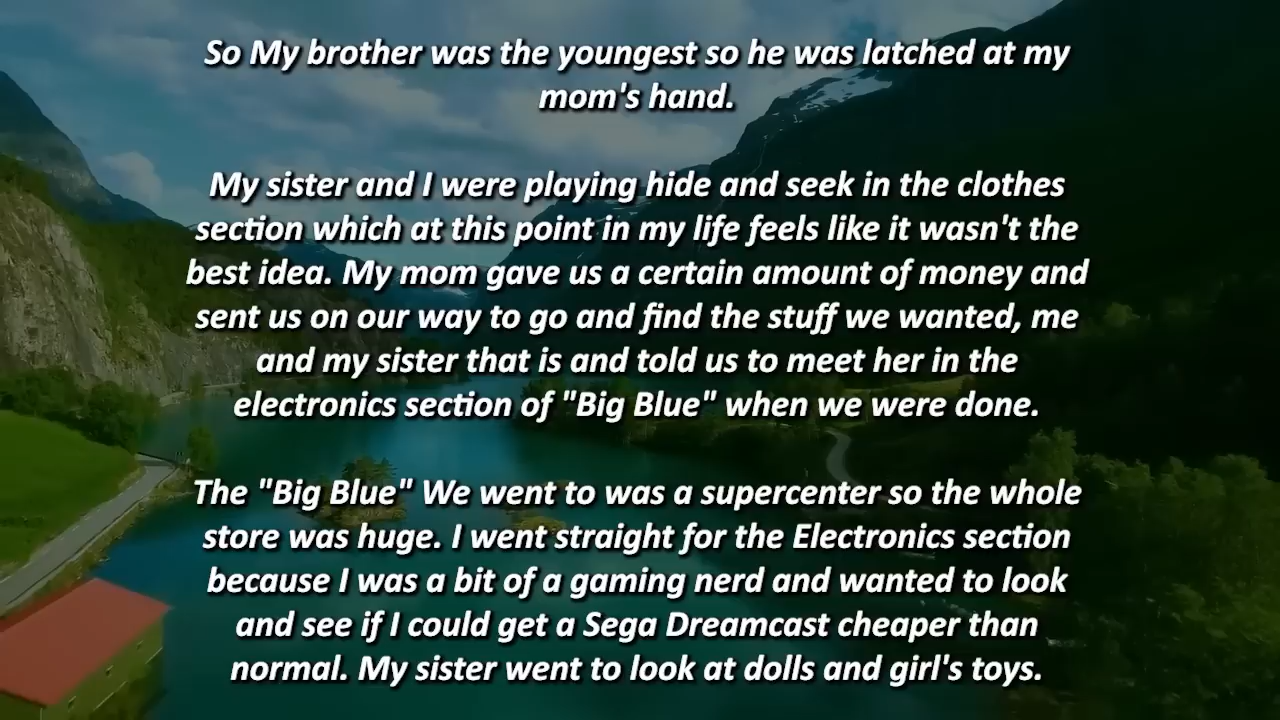 So My brother was the youngest so he was latched at my
mom's hand.
My sister and I were playing hide and seek in the clothes
section which at this point in my life feels like it wasn't the
best idea. My mom gave us a certain amount of money and
sent us on our way to go and find the stuff we wanted, me
and my sister that is and told us to meet her in the
electronics section of "Big Blue" when we were done.
The "Big Blue" We went to was a supercenter so the whole
store was huge. I went straight for the Electronics section
because I was a bit of a gaming nerd and wanted to look
and see if I could get a Sega Dreamcast cheaper than
normal. My sister went to look at dolls and girl's toys.